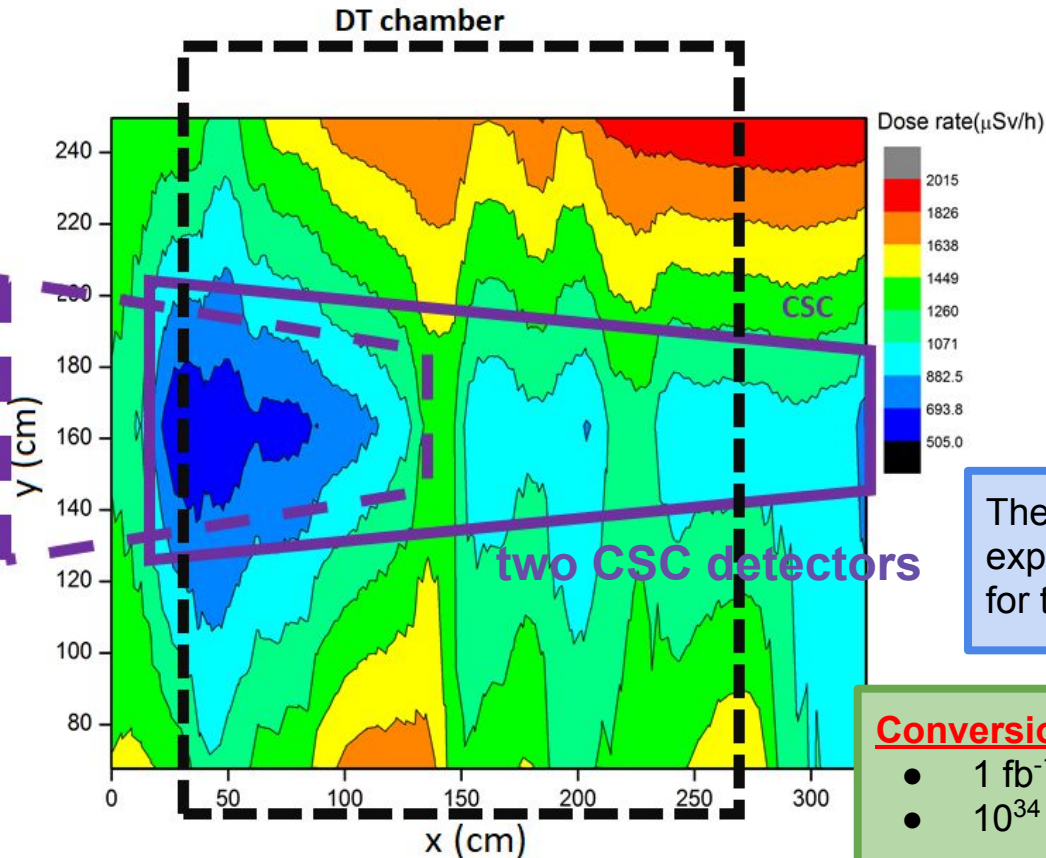 DT chamber
Dose rate(μSv/h)
2015
1826
1638
1449
1260
1071
882.5
693.8
505.0
240
220
200
180
160
140
120
100
80
y (cm)
CSC
two CSC detectors
0 50 100 150 200 250 300
x (cm)
The
exp
for t
Conversio
● 1 fb⁻
● 10³⁴